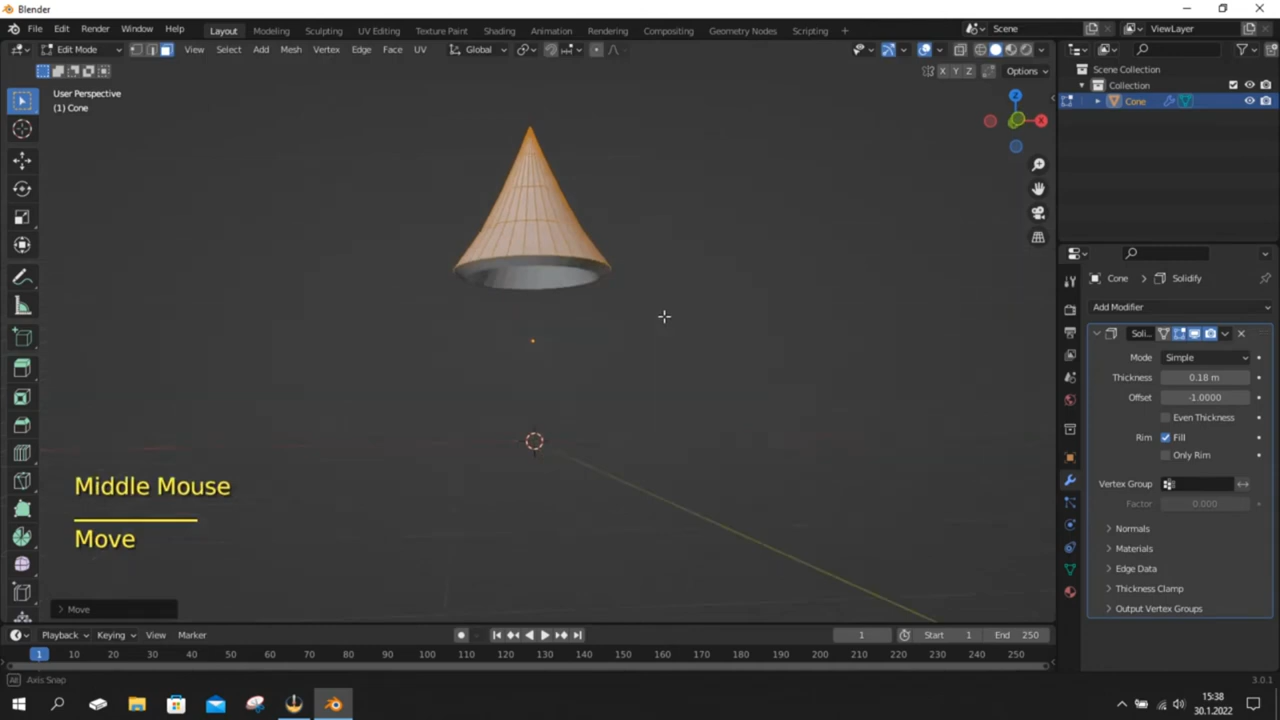 Blender
File Edit Render Window Help
Layout Modeling Sculpting UV Editing Texture Paint Shading Animation Rendering Compositing Geometry Nodes Scripting +
Scene
ViewLayer
Edit Mode
View Select Add Mesh Vertex Edge Face UV
Global
X Y Z
Options
User Perspective
(1) Cone
Z
X
Scene Collection
Collection
Cone
Cone > Solidify
Add Modifier
Soli...
Mode Simple
Thickness 0.18 m
Offset -1.0000
Even Thickness
Rim Fill
Only Rim
Vertex Group
Factor 0.000
Normals
Materials
Edge Data
Thickness Clamp
Output Vertex Groups
Middle Mouse
Move
Move
Playback Keying View Marker
1
Start 1
End 250
1 10 20 30 40 50 60 70 80 90 100 110 120 130 140 150 160 170 180 190 200 210 220 230 240 250
Alt Axis Snap
3.0.1
15:38
30.1.2022